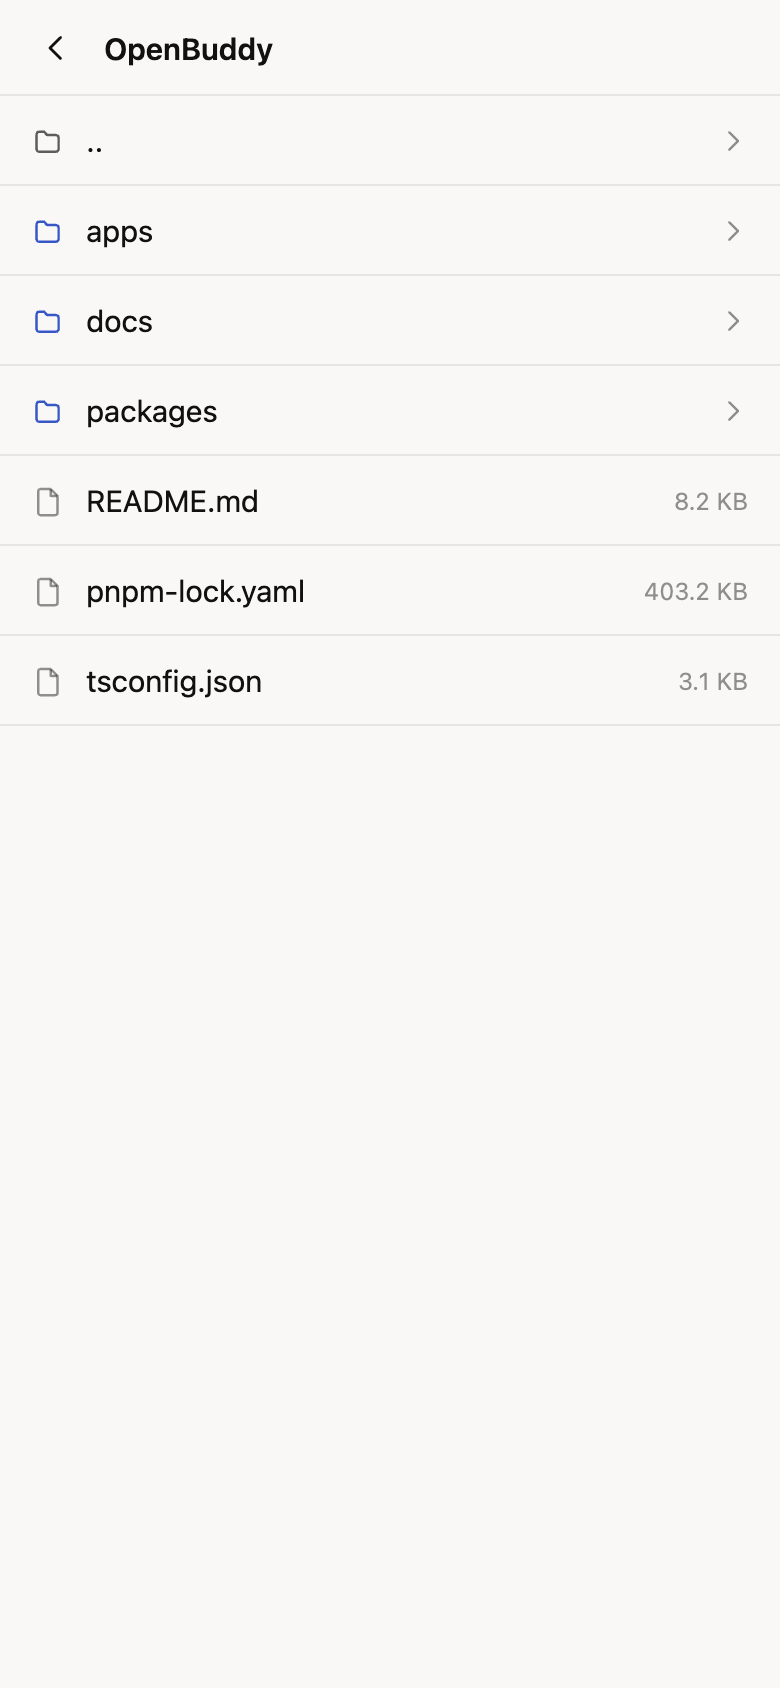 OpenBuddy
..
apps
docs
packages
README.md 8.2 KB
pnpm-lock.yaml 403.2 KB
tsconfig.json 3.1 KB